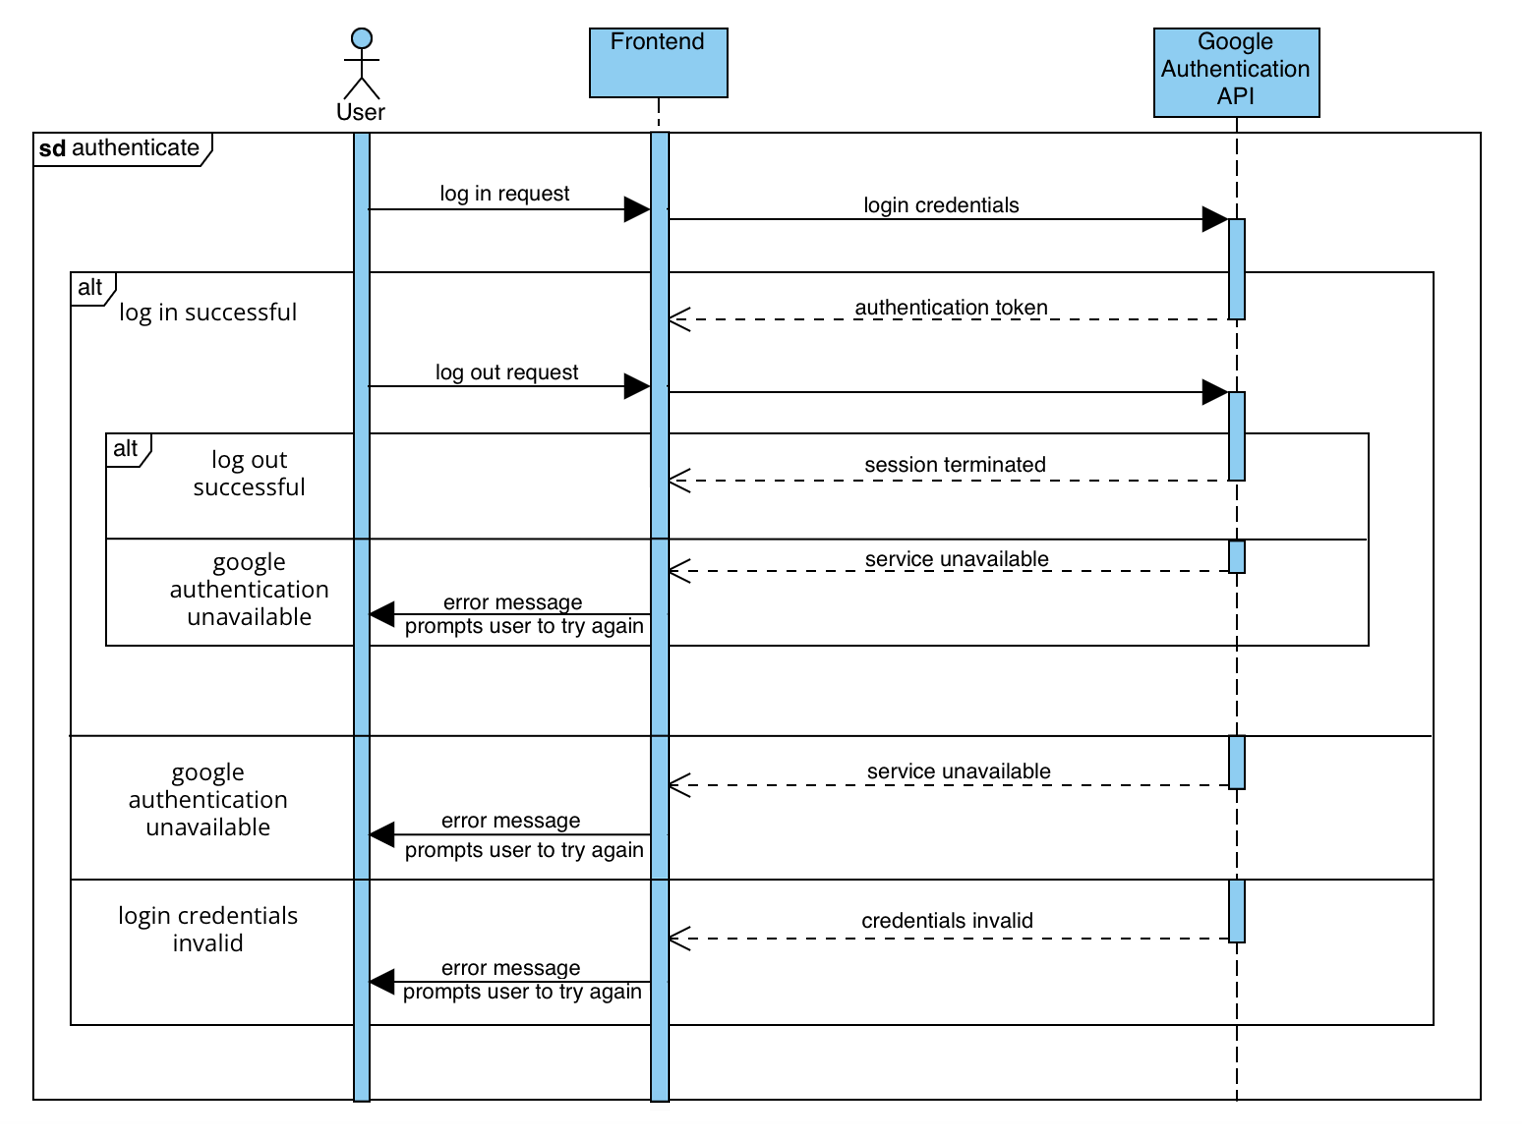 User
Frontend
Google
Authentication
API
sd authenticate
log in request
login credentials
alt
log in successful
authentication token
log out request
alt
log out
successful
session terminated
google
authentication
unavailable
service unavailable
error message
prompts user to try again
google
authentication
unavailable
service unavailable
error message
prompts user to try again
login credentials
invalid
credentials invalid
error message
prompts user to try again